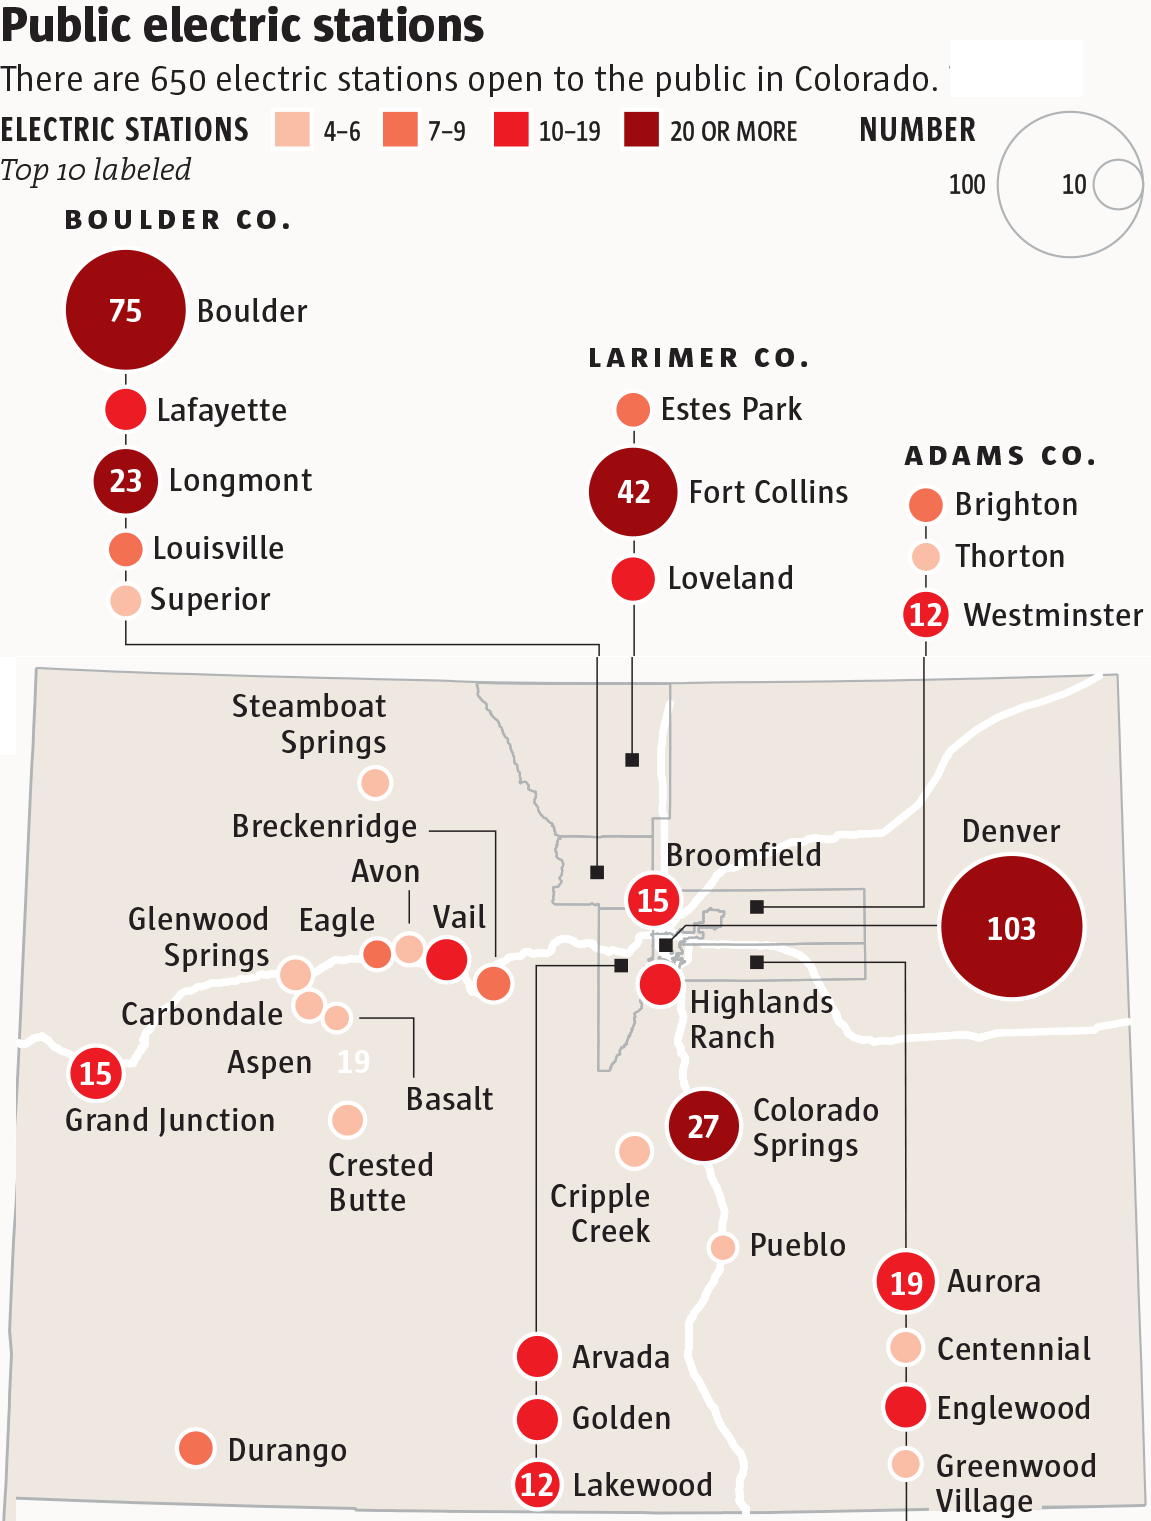 Public electric stations
There are 650 electric stations open to the public in Colorado.
ELECTRIC STATIONS 4–6 7–9 10–19 20 OR MORE NUMBER
Top 10 labeled
100 10
BOULDER CO.
75 Boulder
Lafayette
23 Longmont
Louisville
Superior
LARIMER CO.
Estes Park
42 Fort Collins
Loveland
ADAMS CO.
Brighton
Thorton
12 Westminster
Steamboat
Springs
Breckenridge
Avon
Glenwood
Springs
Eagle
Vail
Carbondale
Aspen 19
Basalt
15
Grand Junction
Crested
Butte
Broomfield
15
Denver
103
Highlands
Ranch
27
Colorado
Springs
Cripple
Creek
Pueblo
Durango
Arvada
Golden
12 Lakewood
19 Aurora
Centennial
Englewood
Greenwood
Village